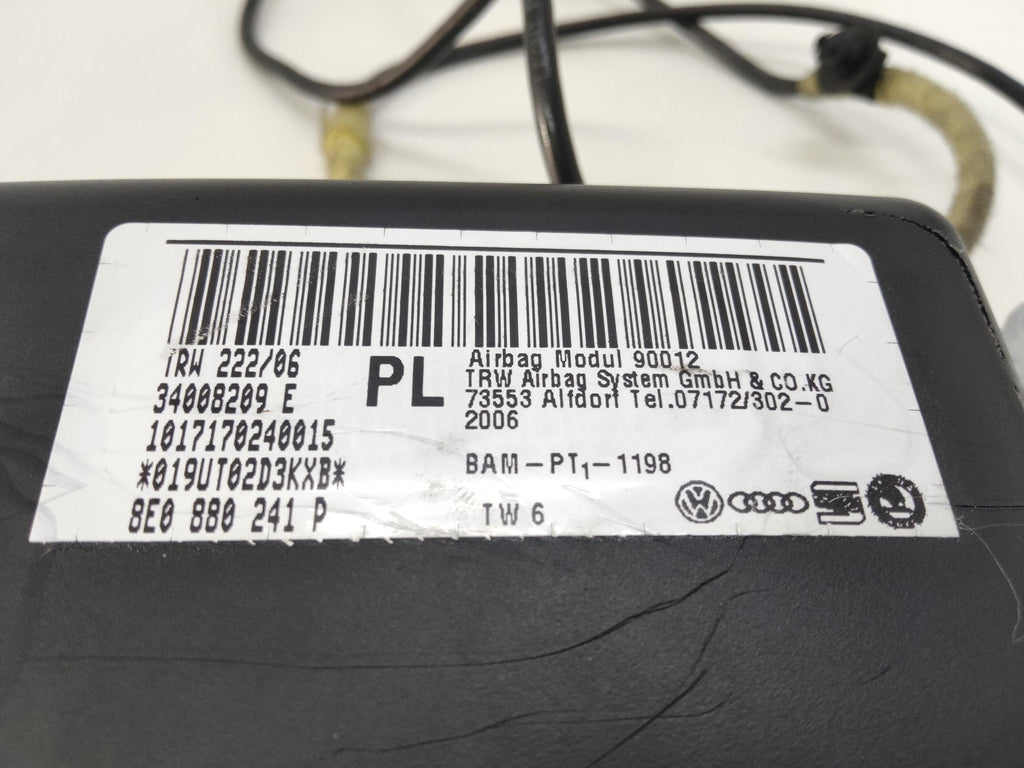 TRW 222/06
34008209 E
1017170240015
*019UT02D3KXB*
8E0 880 241 P
PL
Airbag Modul 90012
TRW Airbag System GmbH & CO.KG
73553 Alfdorf Tel.07172/302-0
2006
BAM-PT1-1198
TW 6